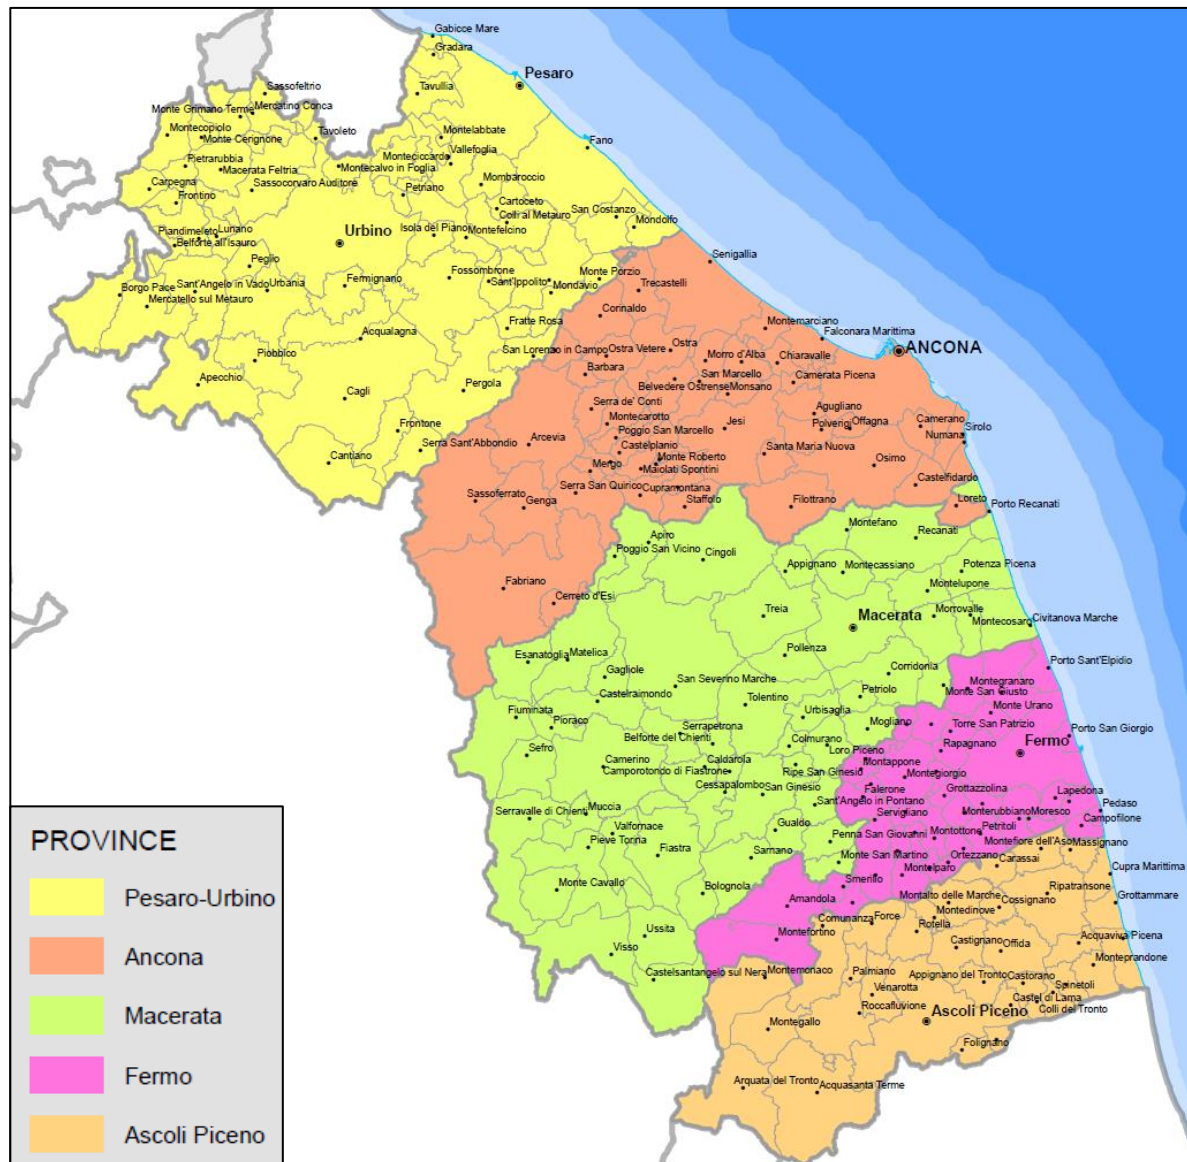 Gabicce Mare
Gradara
Pesaro
Sassofeltrio
Tavullia
Monte Grimano Terme
Mercatino Conca
Montecopiolo
Monte Cerignone
Tavoleto
Montelabbate
Fano
Monteciccardo
Vallefoglia
Pietrarubbia
Macerata Feltria
Montecalvo in Foglia
Carpegna
Sassocorvaro Auditore
Petriano
Mombaroccio
Frontino
Cartoceto
Colli al Metauro
San Costanzo
Mondolfo
Piandimeleto
Lunano
Urbino
Isola del Piano
Montefelcino
Belforte all'Isauro
Peglio
Senigallia
Borgo Pace
Sant'Angelo in Vado
Urbania
Fermignano
Fossombrone
Sant'Ippolito
Monte Porzio
Mondavio
Trecastelli
Mercatello sul Metauro
Corinaldo
Fratte Rosa
Montemarciano
Acqualagna
Falconara Marittima
ANCONA
Piobbico
San Lorenzo in Campo
Ostra Vetere
Ostra
Morro d'Alba
Chiaravalle
Barbara
Apecchio
San Marcello
Camerata Picena
Cagli
Pergola
Belvedere Ostrense
Monsano
Serra de' Conti
Agugliano
Montecarotto
Polverigi
Offagna
Camerano
Sirolo
Numana
Frontone
Poggio San Marcello
Jesi
Serra Sant'Abbondio
Arcevia
Castelplanio
Santa Maria Nuova
Cantiano
Mergo
Monte Roberto
Maiolati Spontini
Osimo
Serra San Quirico
Cupramontana
Castelfidardo
Sassoferrato
Genga
Staffolo
Filottrano
Loreto
Porto Recanati
Montefano
Recanati
Apiro
Poggio San Vicino
Cingoli
Appignano
Montecassiano
Potenza Picena
Fabriano
Montelupone
Cerreto d'Esi
Treia
Macerata
Morrovalle
Montecosaro
Civitanova Marche
Pollenza
Esanatoglia
Matelica
Gagliole
Corridonia
Porto Sant'Elpidio
San Severino Marche
Montegranaro
Castelraimondo
Tolentino
Petriolo
Monte San Giusto
Fiuminata
Pioraco
Urbisaglia
Monte Urano
Serrapetrona
Mogliano
Torre San Patrizio
Porto San Giorgio
Belforte del Chienti
Colmurano
Fermo
Sefro
Loro Piceno
Rapagnano
Camerino
Caldarola
Montappone
Camporotondo di Fiastrone
Ripe San Ginesio
Montegiorgio
Cessapalombo
San Ginesio
Falerone
Grottazzolina
Lapedona
Sant'Angelo in Pontano
Pedaso
Serravalle di Chienti
Muccia
Servigliano
Monterubbiano
Moresco
Campofilone
Valfornace
Gualdo
Penna San Giovanni
Montottone
Petritoli
Pieve Torina
Fiastra
Sarnano
Montefiore dell'Aso
Massignano
Monte San Martino
Ortezzano
Carassai
Montelparo
Cupra Marittima
Monte Cavallo
Bolognola
Smerillo
Ripatransone
Amandola
Montalto delle Marche
Cossignano
Grottammare
Comunanza
Force
Montedinove
Rotella
Ussita
Montefortino
Acquaviva Picena
Visso
Castignano
Offida
Monteprandone
Castelsantangelo sul Nera
Montemonaco
Palmiano
Appignano del Tronto
Castorano
Venarotta
Spinetoli
Castel di Lama
Roccafluvione
Ascoli Piceno
Colli del Tronto
Montegallo
Folignano
Arquata del Tronto
Acquasanta Terme
PROVINCE
Pesaro-Urbino
Ancona
Macerata
Fermo
Ascoli Piceno